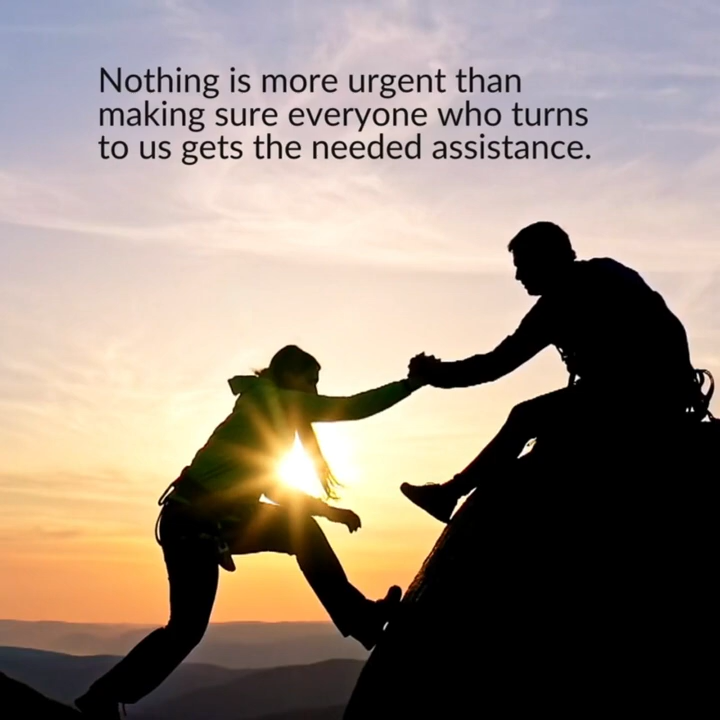 Nothing is more urgent than
making sure everyone who turns
to us gets the needed assistance.